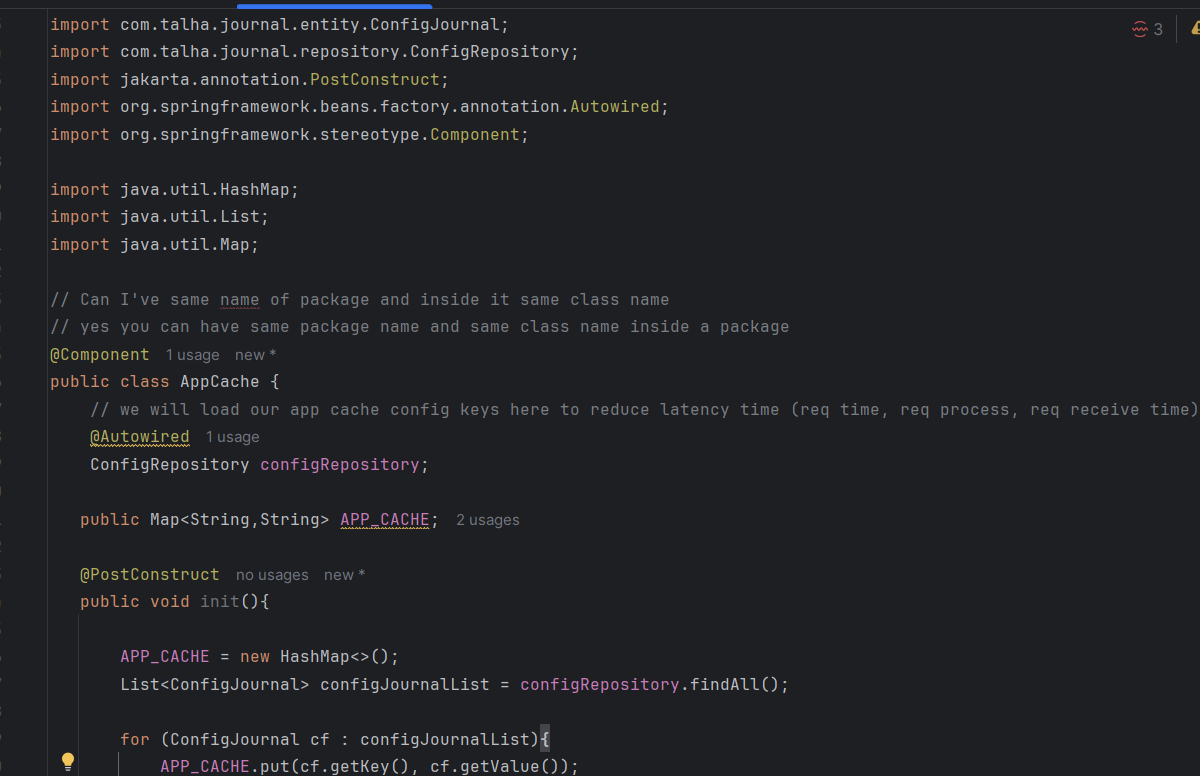 import com.talha.journal.entity.ConfigJournal;
import com.talha.journal.repository.ConfigRepository;
import jakarta.annotation.PostConstruct;
import org.springframework.beans.factory.annotation.Autowired;
import org.springframework.stereotype.Component;
3
import java.util.HashMap;
import java.util.List;
import java.util.Map;
// Can I've same name of package and inside it same class name
// yes you can have same package name and same class name inside a package
@Component 1 usage new *
public class AppCache {
// we will load our app cache config keys here to reduce latency time (req time, req process, req receive time)
@Autowired 1 usage
ConfigRepository configRepository;
public Map<String,String> APP_CACHE; 2 usages
@PostConstruct no usages new *
public void init(){
APP_CACHE = new HashMap<>();
List<ConfigJournal> configJournalList = configRepository.findAll();
for (ConfigJournal cf : configJournalList){
APP_CACHE.put(cf.getKey(), cf.getValue());